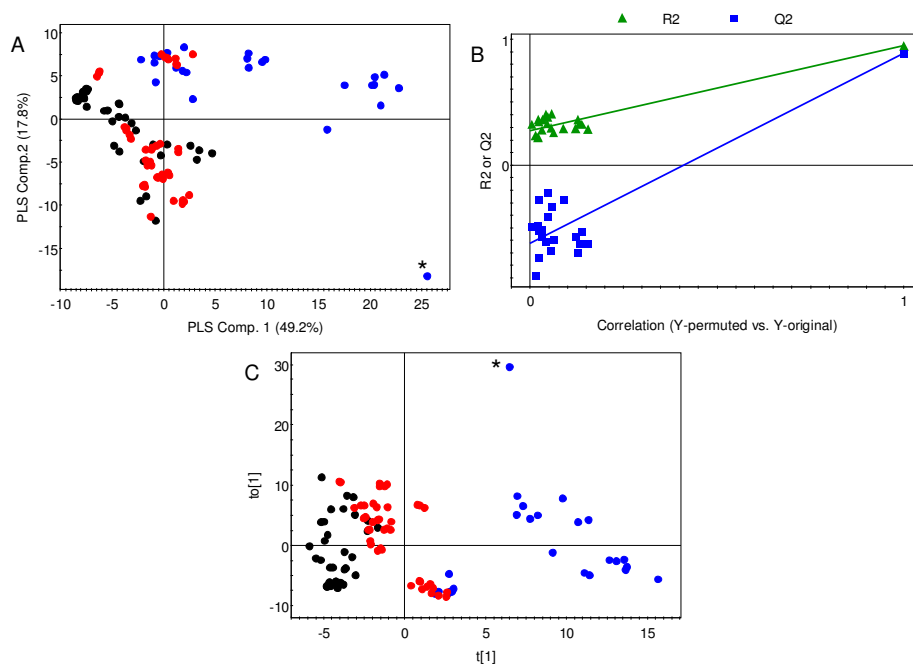 A
10
5
0
-5
-10
-15
PLS Comp.2 (17.8%)
*
-10
-5
0
5
10
15
20
25
PLS Comp. 1 (49.2%)
R2
Q2
B
1
0
-1
R2 or Q2
0
1
Correlation (Y-permuted vs. Y-original)
C
30
20
10
0
-10
to[1]
*
-5
0
5
10
15
t[1]